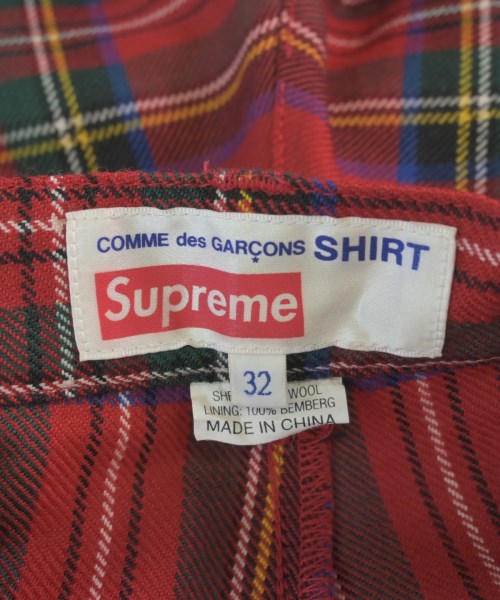 COMME des GARÇONS SHIRT
Supreme
32
WOOL
LINING: 100% BEMBERG
MADE IN CHINA